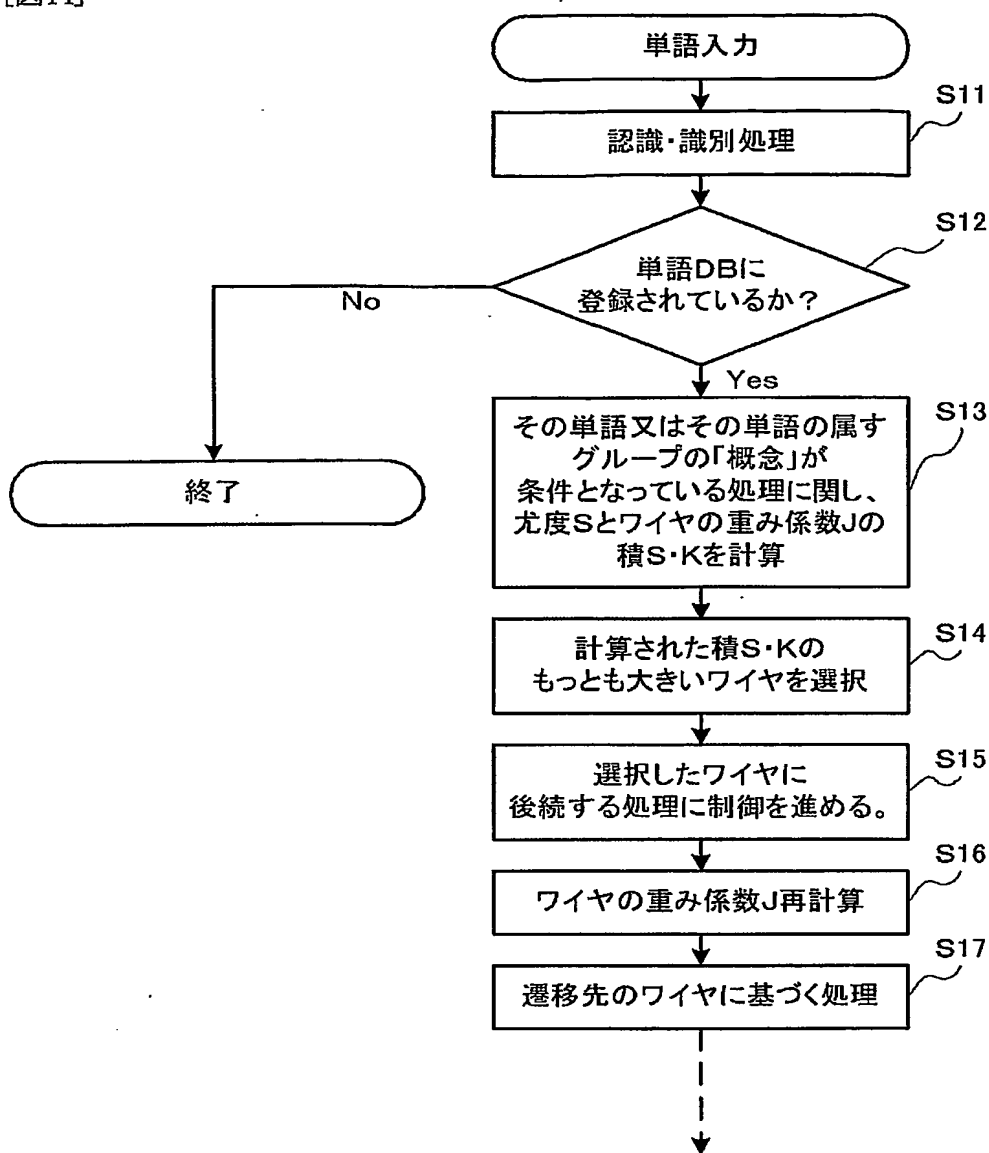 単語入力
S11
認識・識別処理
S12
単語DBに
登録されているか？
No
Yes
終了
S13
その単語又はその単語の属す
グループの「概念」が
条件となっている処理に関し、
尤度Sとワイヤの重み係数Jの
積S・Kを計算
S14
計算された積S・Kの
もっとも大きいワイヤを選択
S15
選択したワイヤに
後続する処理に制御を進める。
S16
ワイヤの重み係数J再計算
S17
遷移先のワイヤに基づく処理